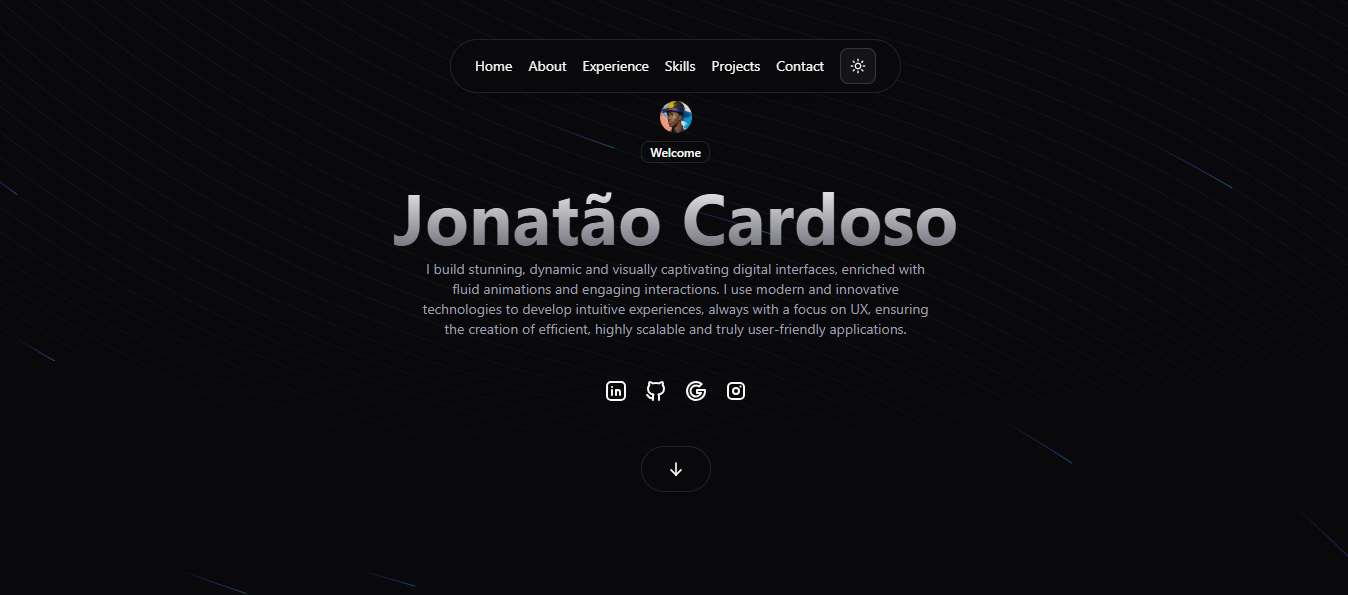 Home About Experience Skills Projects Contact
Welcome
Jonatão Cardoso
I build stunning, dynamic and visually captivating digital interfaces, enriched with
fluid animations and engaging interactions. I use modern and innovative
technologies to develop intuitive experiences, always with a focus on UX, ensuring
the creation of efficient, highly scalable and truly user-friendly applications.